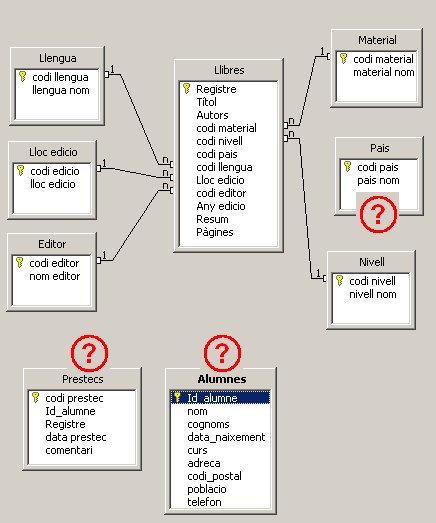 Llengua
codi llengua
llengua nom
1
Lloc edicio
codi edicio
lloc edicio
1
Editor
codi editor
nom editor
1
Llibres
Registre
Títol
Autors
codi material
codi nivell
codi pais
codi llengua
Lloc edicio
codi editor
Any edicio
Resum
Pàgines
n
n
n
n
n
Material
codi material
material nom
1
Pais
codi pais
pais nom
?
Nivell
codi nivell
nivell nom
1
?
Prestecs
codi prestec
Id_alumne
Registre
data prestec
comentari
?
Alumnes
Id_alumne
nom
cognoms
data_naixement
curs
adreca
codi_postal
poblacio
telefon